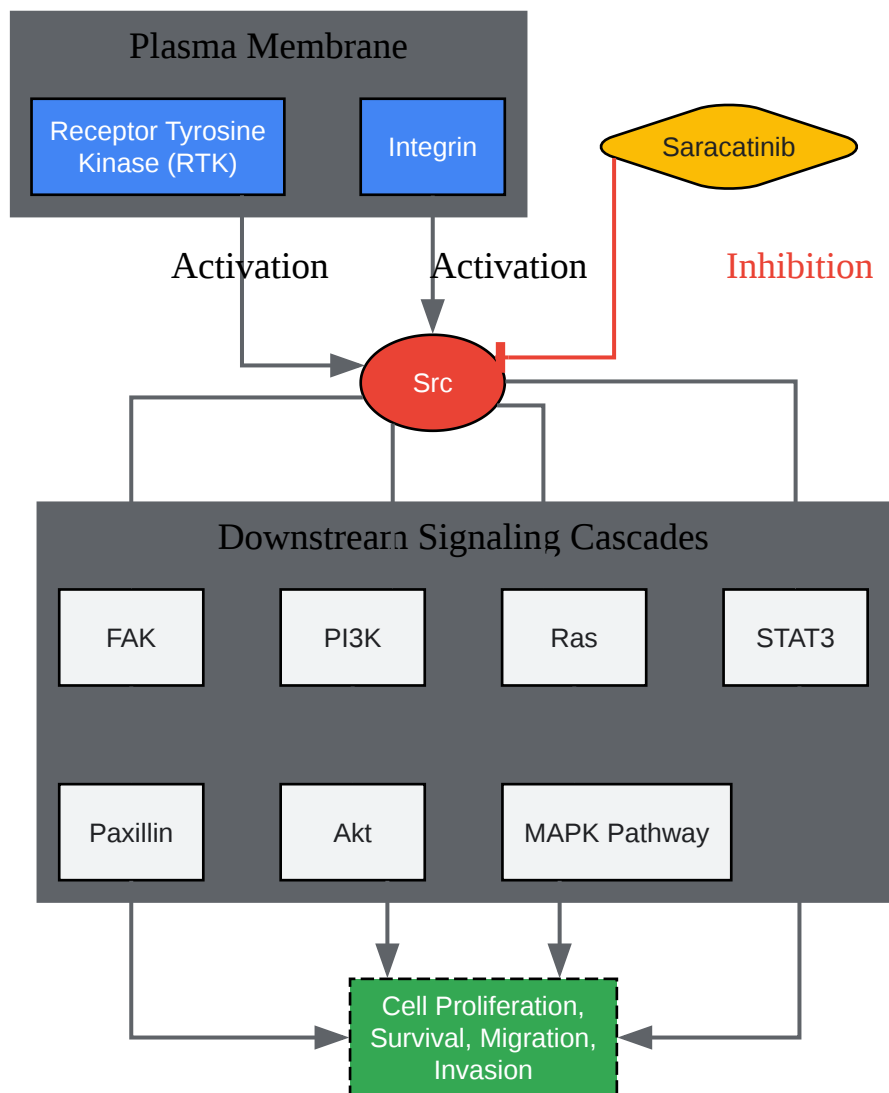 Plasma Membrane
Receptor Tyrosine
Kinase (RTK)
Integrin
Saracatinib
Activation
Activation
Inhibition
Src
Downstream Signaling Cascades
FAK
PI3K
Ras
STAT3
Paxillin
Akt
MAPK Pathway
Cell Proliferation,
Survival, Migration,
Invasion